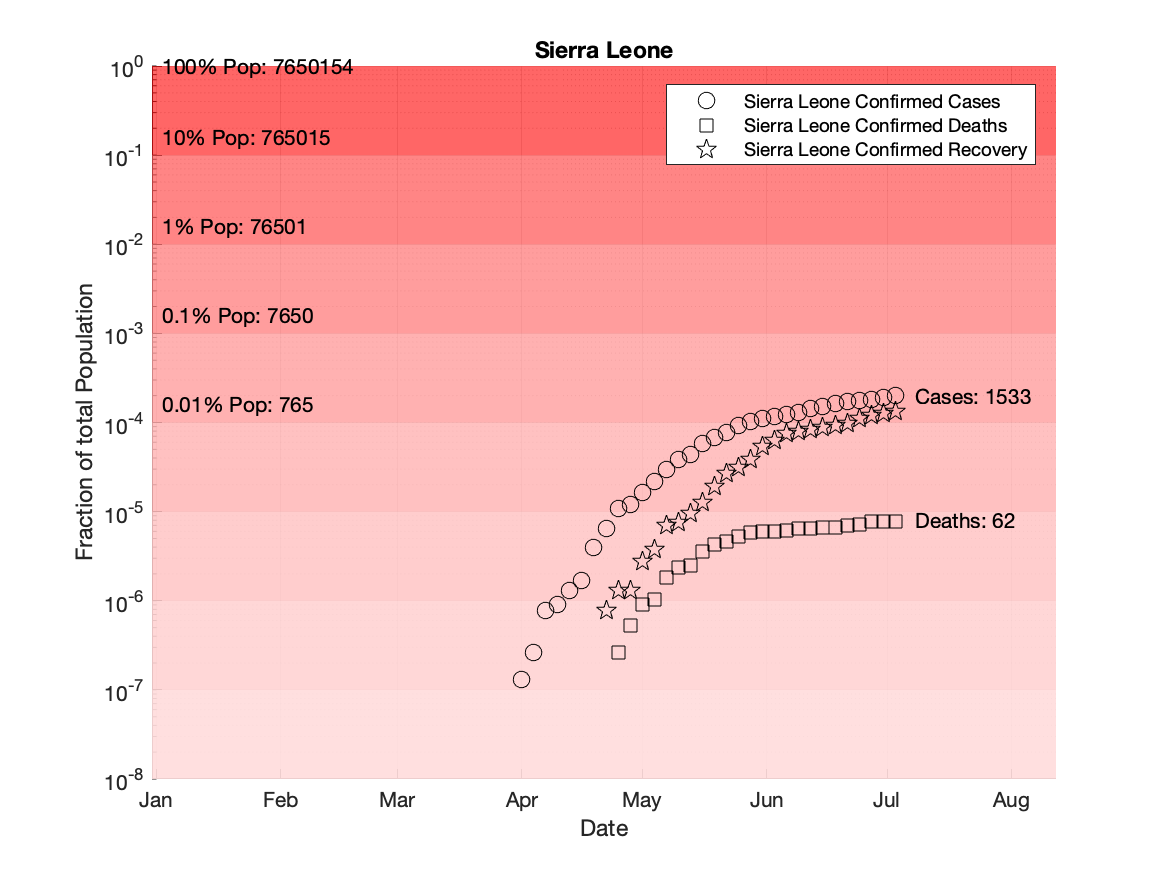 Sierra Leone
10^0
100% Pop: 7650154
Sierra Leone Confirmed Cases
Sierra Leone Confirmed Deaths
Sierra Leone Confirmed Recovery
10% Pop: 765015
10^-1
1% Pop: 76501
10^-2
0.1% Pop: 7650
10^-3
0.01% Pop: 765
10^-4
Cases: 1533
10^-5
Deaths: 62
10^-6
10^-7
10^-8
Fraction of total Population
Jan Feb Mar Apr May Jun Jul Aug
Date